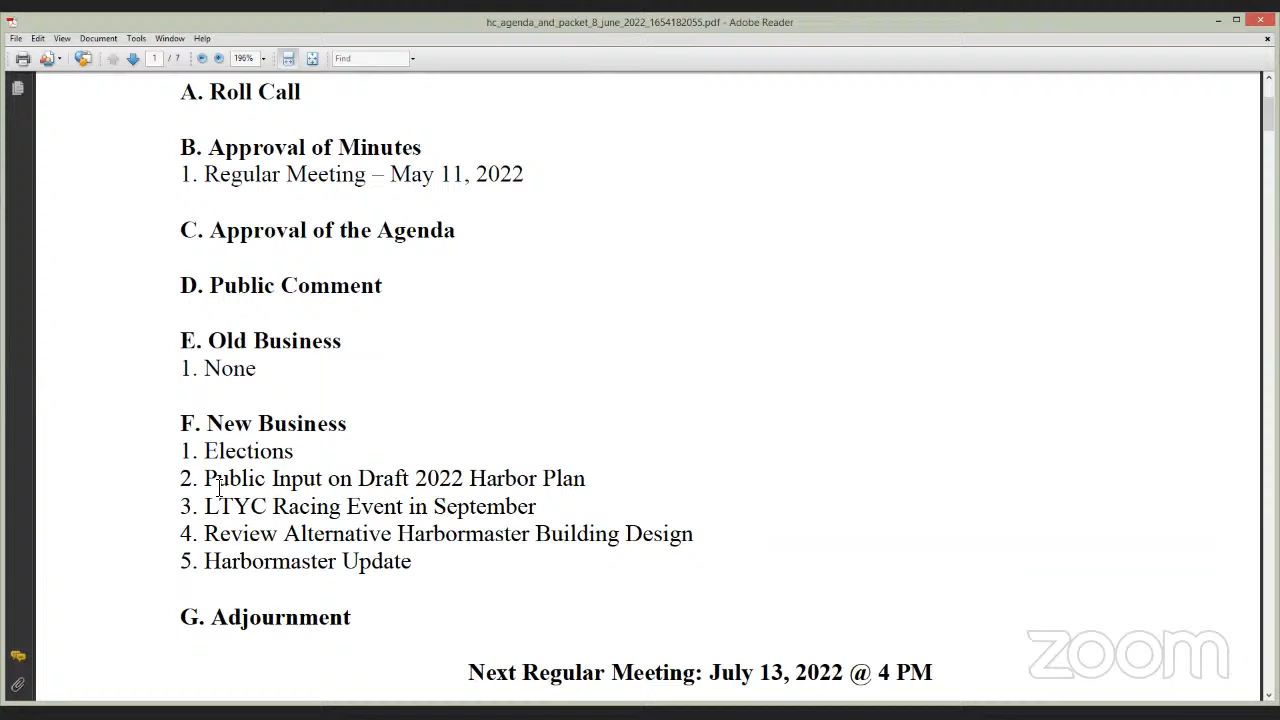 hc_agenda_and_packet_8_june_2022_1654182055.pdf - Adobe Reader
File Edit View Document Tools Window Help
1 / 7 196% Find
A. Roll Call
B. Approval of Minutes
1. Regular Meeting – May 11, 2022
C. Approval of the Agenda
D. Public Comment
E. Old Business
1. None
F. New Business
1. Elections
2. Public Input on Draft 2022 Harbor Plan
3. LTYC Racing Event in September
4. Review Alternative Harbormaster Building Design
5. Harbormaster Update
G. Adjournment
zoom
Next Regular Meeting: July 13, 2022 @ 4 PM